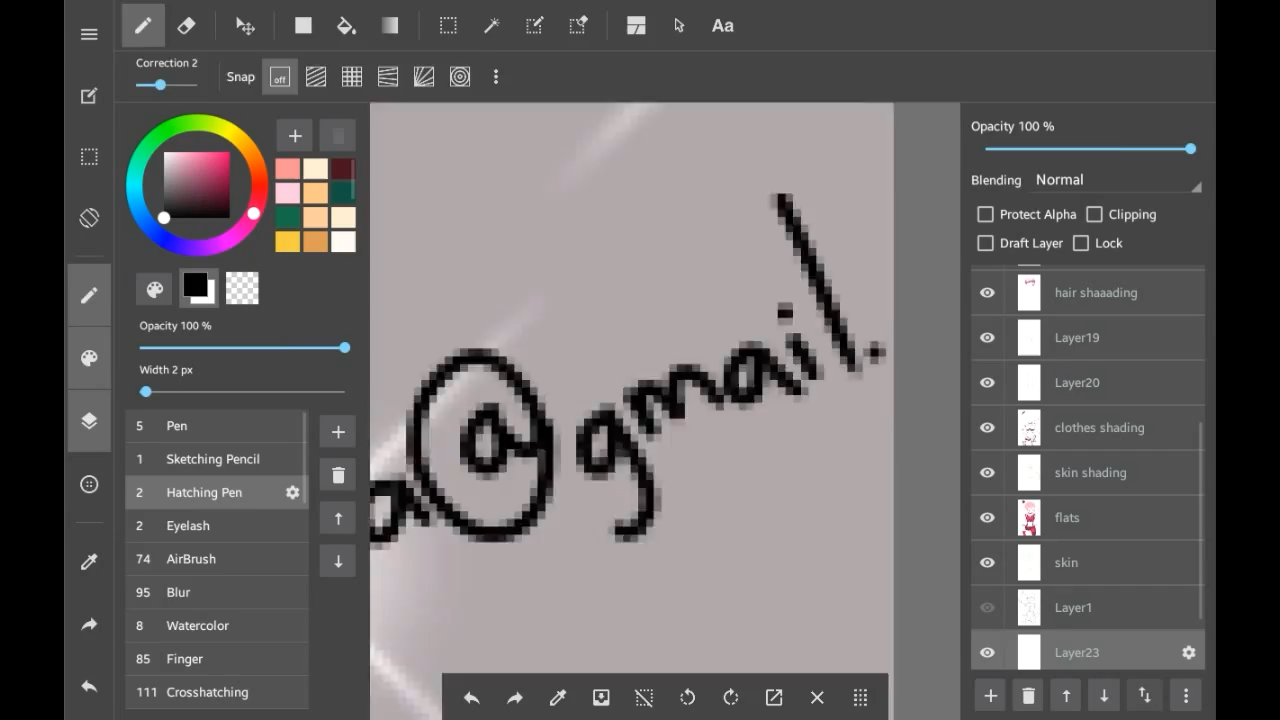 Aa
Correction 2
Snap
off
Opacity 100 %
Blending Normal
Protect Alpha Clipping
Draft Layer Lock
hair shaaading
Layer19
Layer20
clothes shading
skin shading
flats
skin
Layer1
Layer23
Opacity 100 %
Width 2 px
5 Pen
1 Sketching Pencil
2 Hatching Pen
2 Eyelash
74 AirBrush
95 Blur
8 Watercolor
85 Finger
111 Crosshatching
a@gmail.